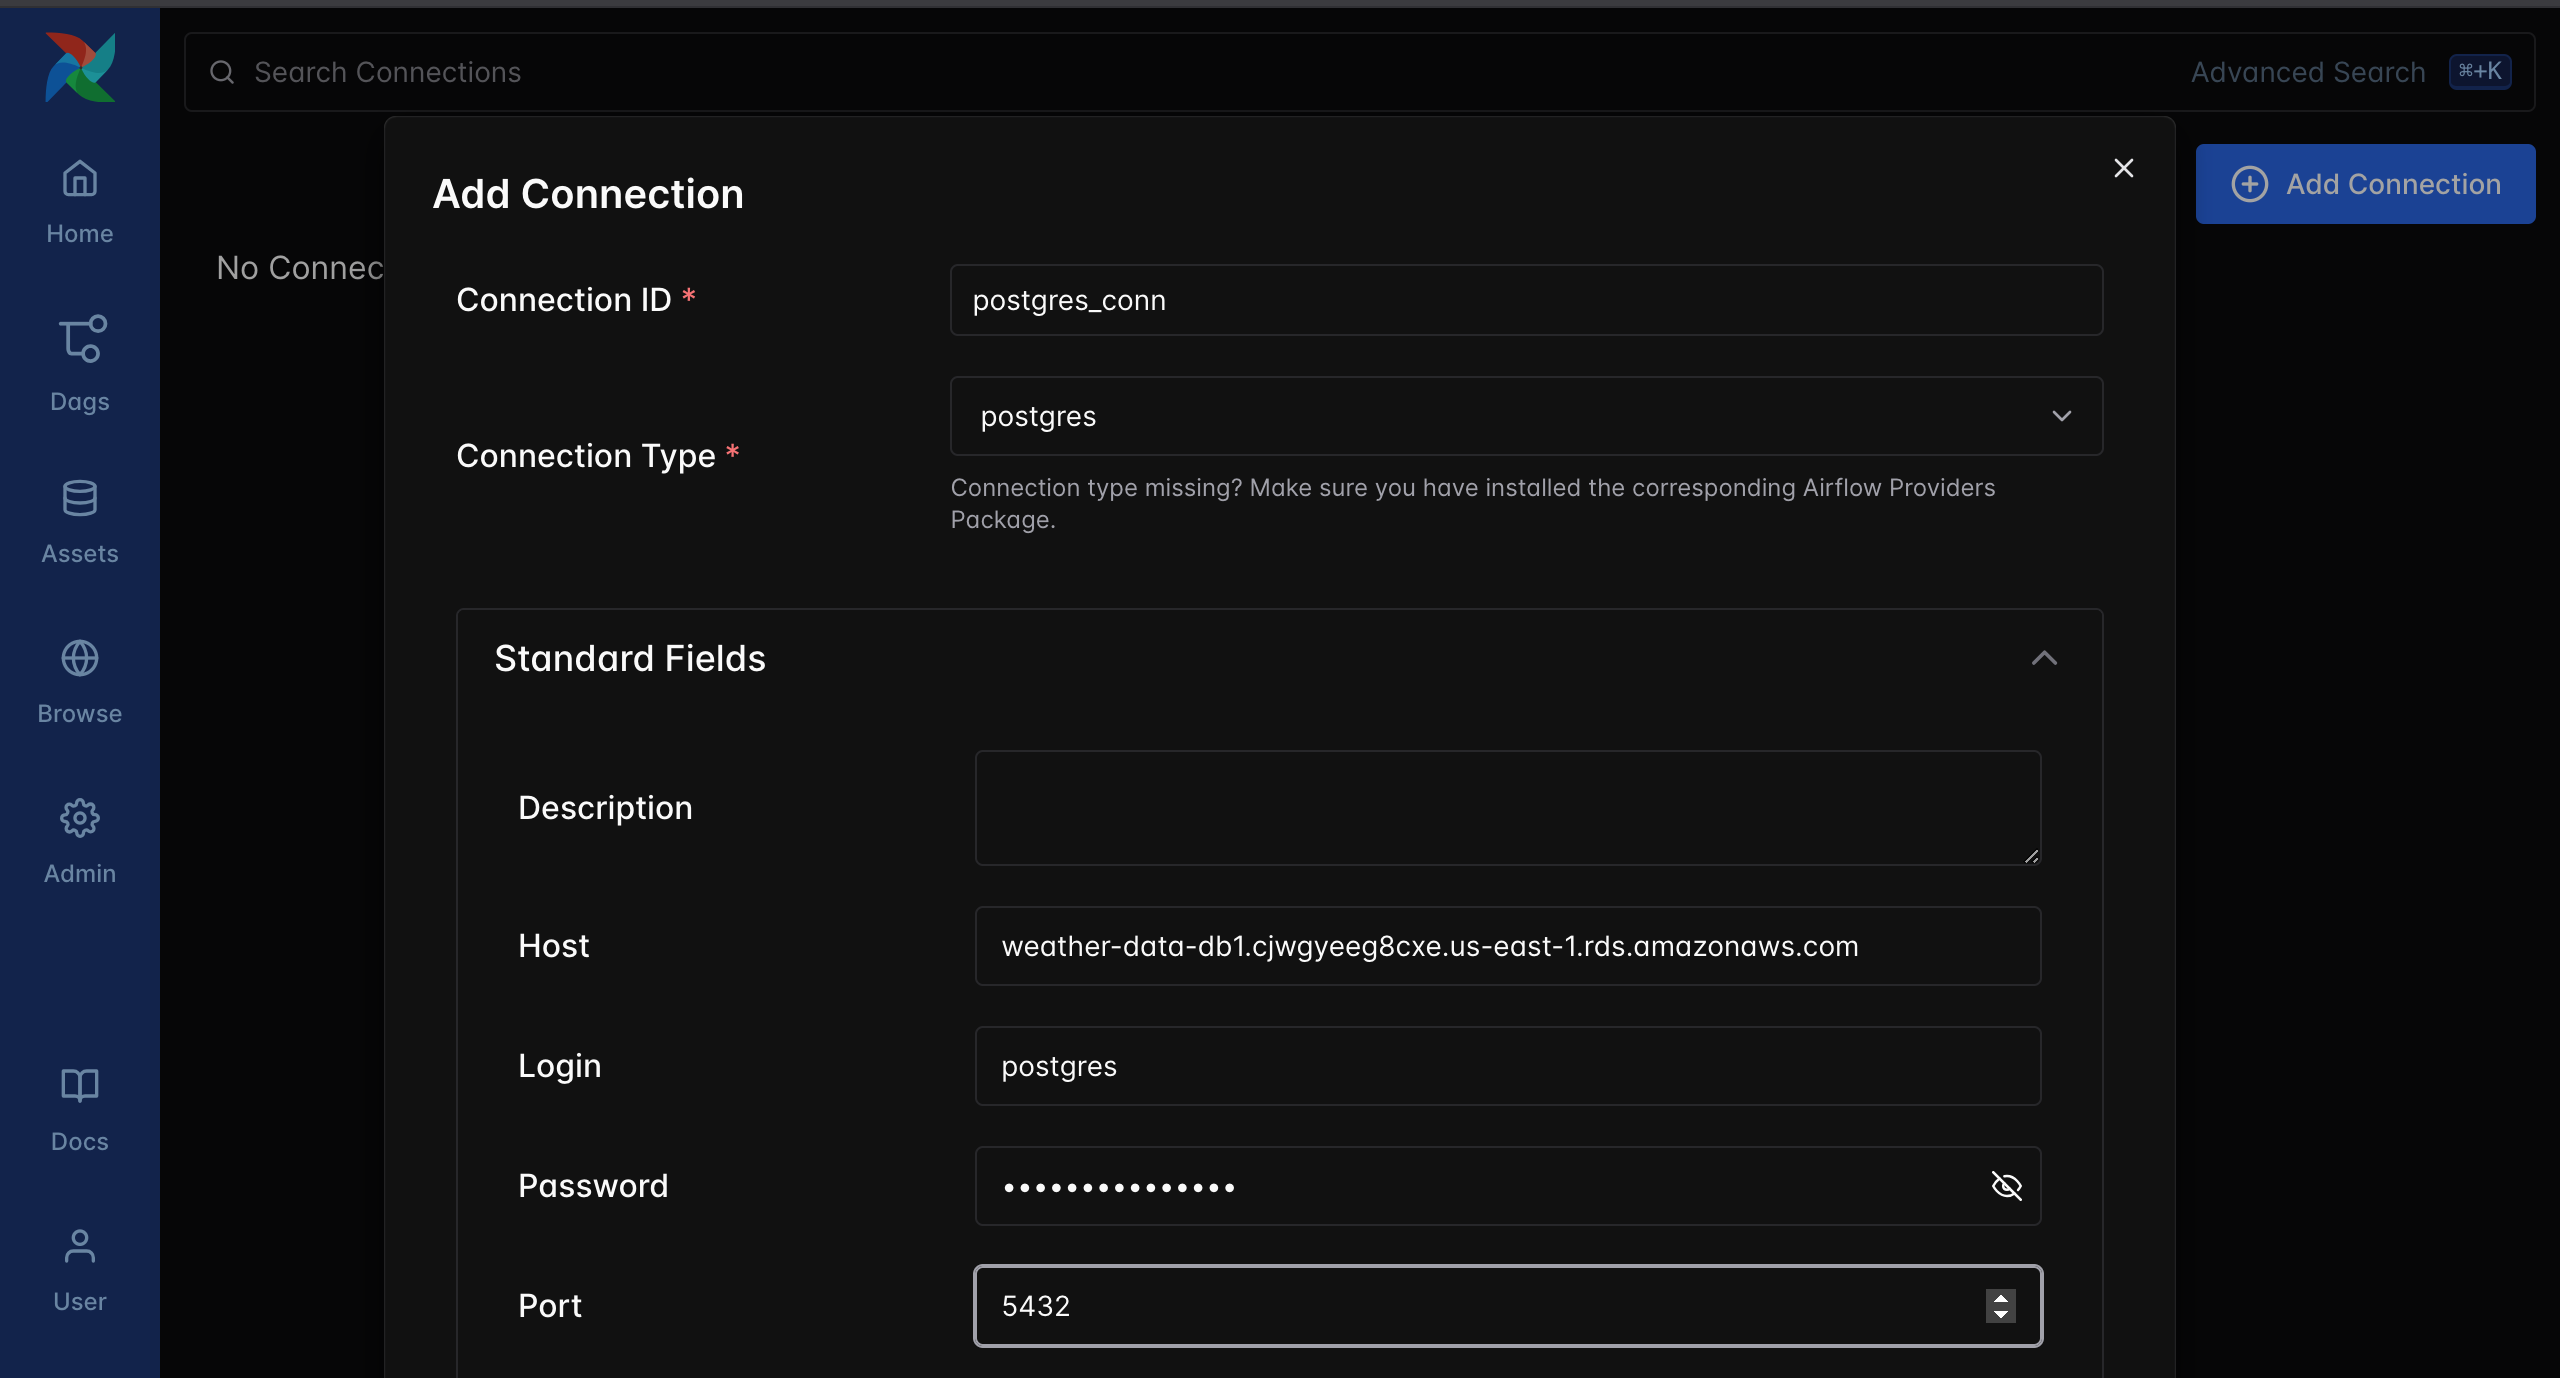 Search Connections
Advanced Search
⌘+K
Home
Dags
Assets
Browse
Admin
Docs
User
No Connec
Add Connection
Add Connection
Connection ID *
postgres_conn
Connection Type *
postgres
Connection type missing? Make sure you have installed the corresponding Airflow Providers
Package.
Standard Fields
Description
Host
weather-data-db1.cjwgyeeg8cxe.us-east-1.rds.amazonaws.com
Login
postgres
Password
•••••••••••••••
Port
5432